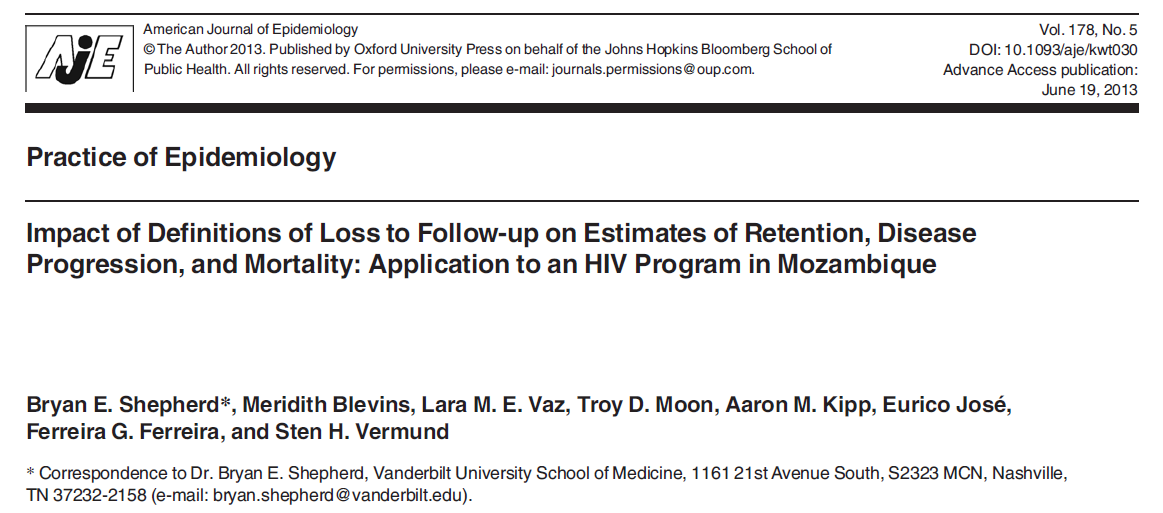 AJE
American Journal of Epidemiology
© The Author 2013. Published by Oxford University Press on behalf of the Johns Hopkins Bloomberg School of
Public Health. All rights reserved. For permissions, please e-mail: journals.permissions@oup.com.
Vol. 178, No. 5
DOI: 10.1093/aje/kwt030
Advance Access publication:
June 19, 2013
Practice of Epidemiology
Impact of Definitions of Loss to Follow-up on Estimates of Retention, Disease
Progression, and Mortality: Application to an HIV Program in Mozambique
Bryan E. Shepherd*, Meridith Blevins, Lara M. E. Vaz, Troy D. Moon, Aaron M. Kipp, Eurico José,
Ferreira G. Ferreira, and Sten H. Vermund
* Correspondence to Dr. Bryan E. Shepherd, Vanderbilt University School of Medicine, 1161 21st Avenue South, S2323 MCN, Nashville,
TN 37232-2158 (e-mail: bryan.shepherd@vanderbilt.edu).